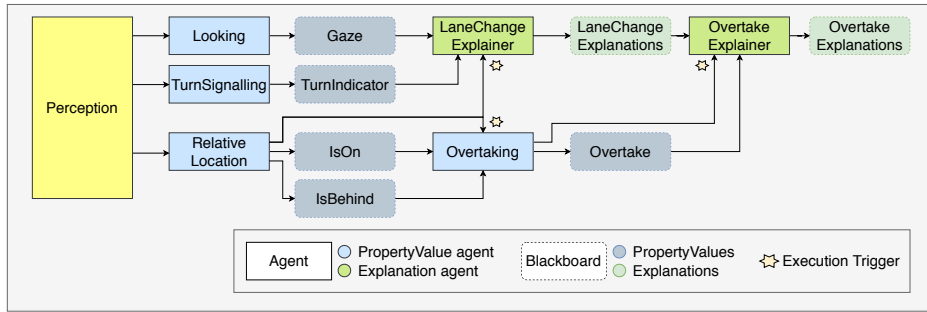 Perception
Looking
Gaze
LaneChange
Explainer
LaneChange
Explanations
Overtake
Explainer
Overtake
Explanations
TurnSignalling
TurnIndicator
Relative
Location
IsOn
Overtaking
Overtake
IsBehind
Agent
PropertyValue agent
Explanation agent
Blackboard
PropertyValues
Explanations
Execution Trigger